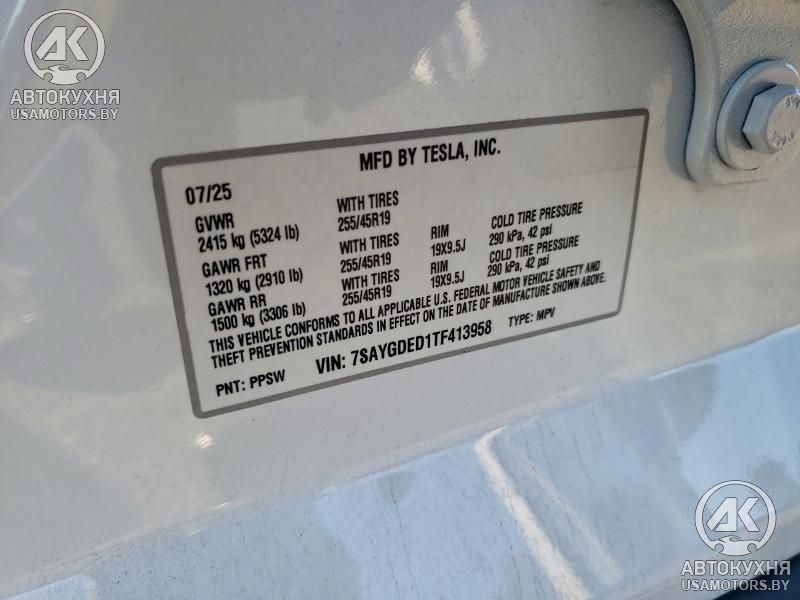 AK
АВТОКУХНЯ
USAMOTORS.BY
MFD BY TESLA, INC.
07/25
GVWR WITH TIRES
2415 kg (5324 lb) 255/45R19
GAWR FRT WITH TIRES RIM COLD TIRE PRESSURE
1320 kg (2910 lb) 255/45R19 19X9.5J 290 kPa, 42 psi
GAWR RR WITH TIRES RIM COLD TIRE PRESSURE
1500 kg (3306 lb) 255/45R19 19X9.5J 290 kPa, 42 psi
THIS VEHICLE CONFORMS TO ALL APPLICABLE U.S. FEDERAL MOTOR VEHICLE SAFETY AND
THEFT PREVENTION STANDARDS IN EFFECT ON THE DATE OF MANUFACTURE SHOWN ABOVE.
PNT: PPSW VIN: 7SAYGDED1TF413958 TYPE: MPV
AK
АВТОКУХНЯ
USAMOTORS.BY